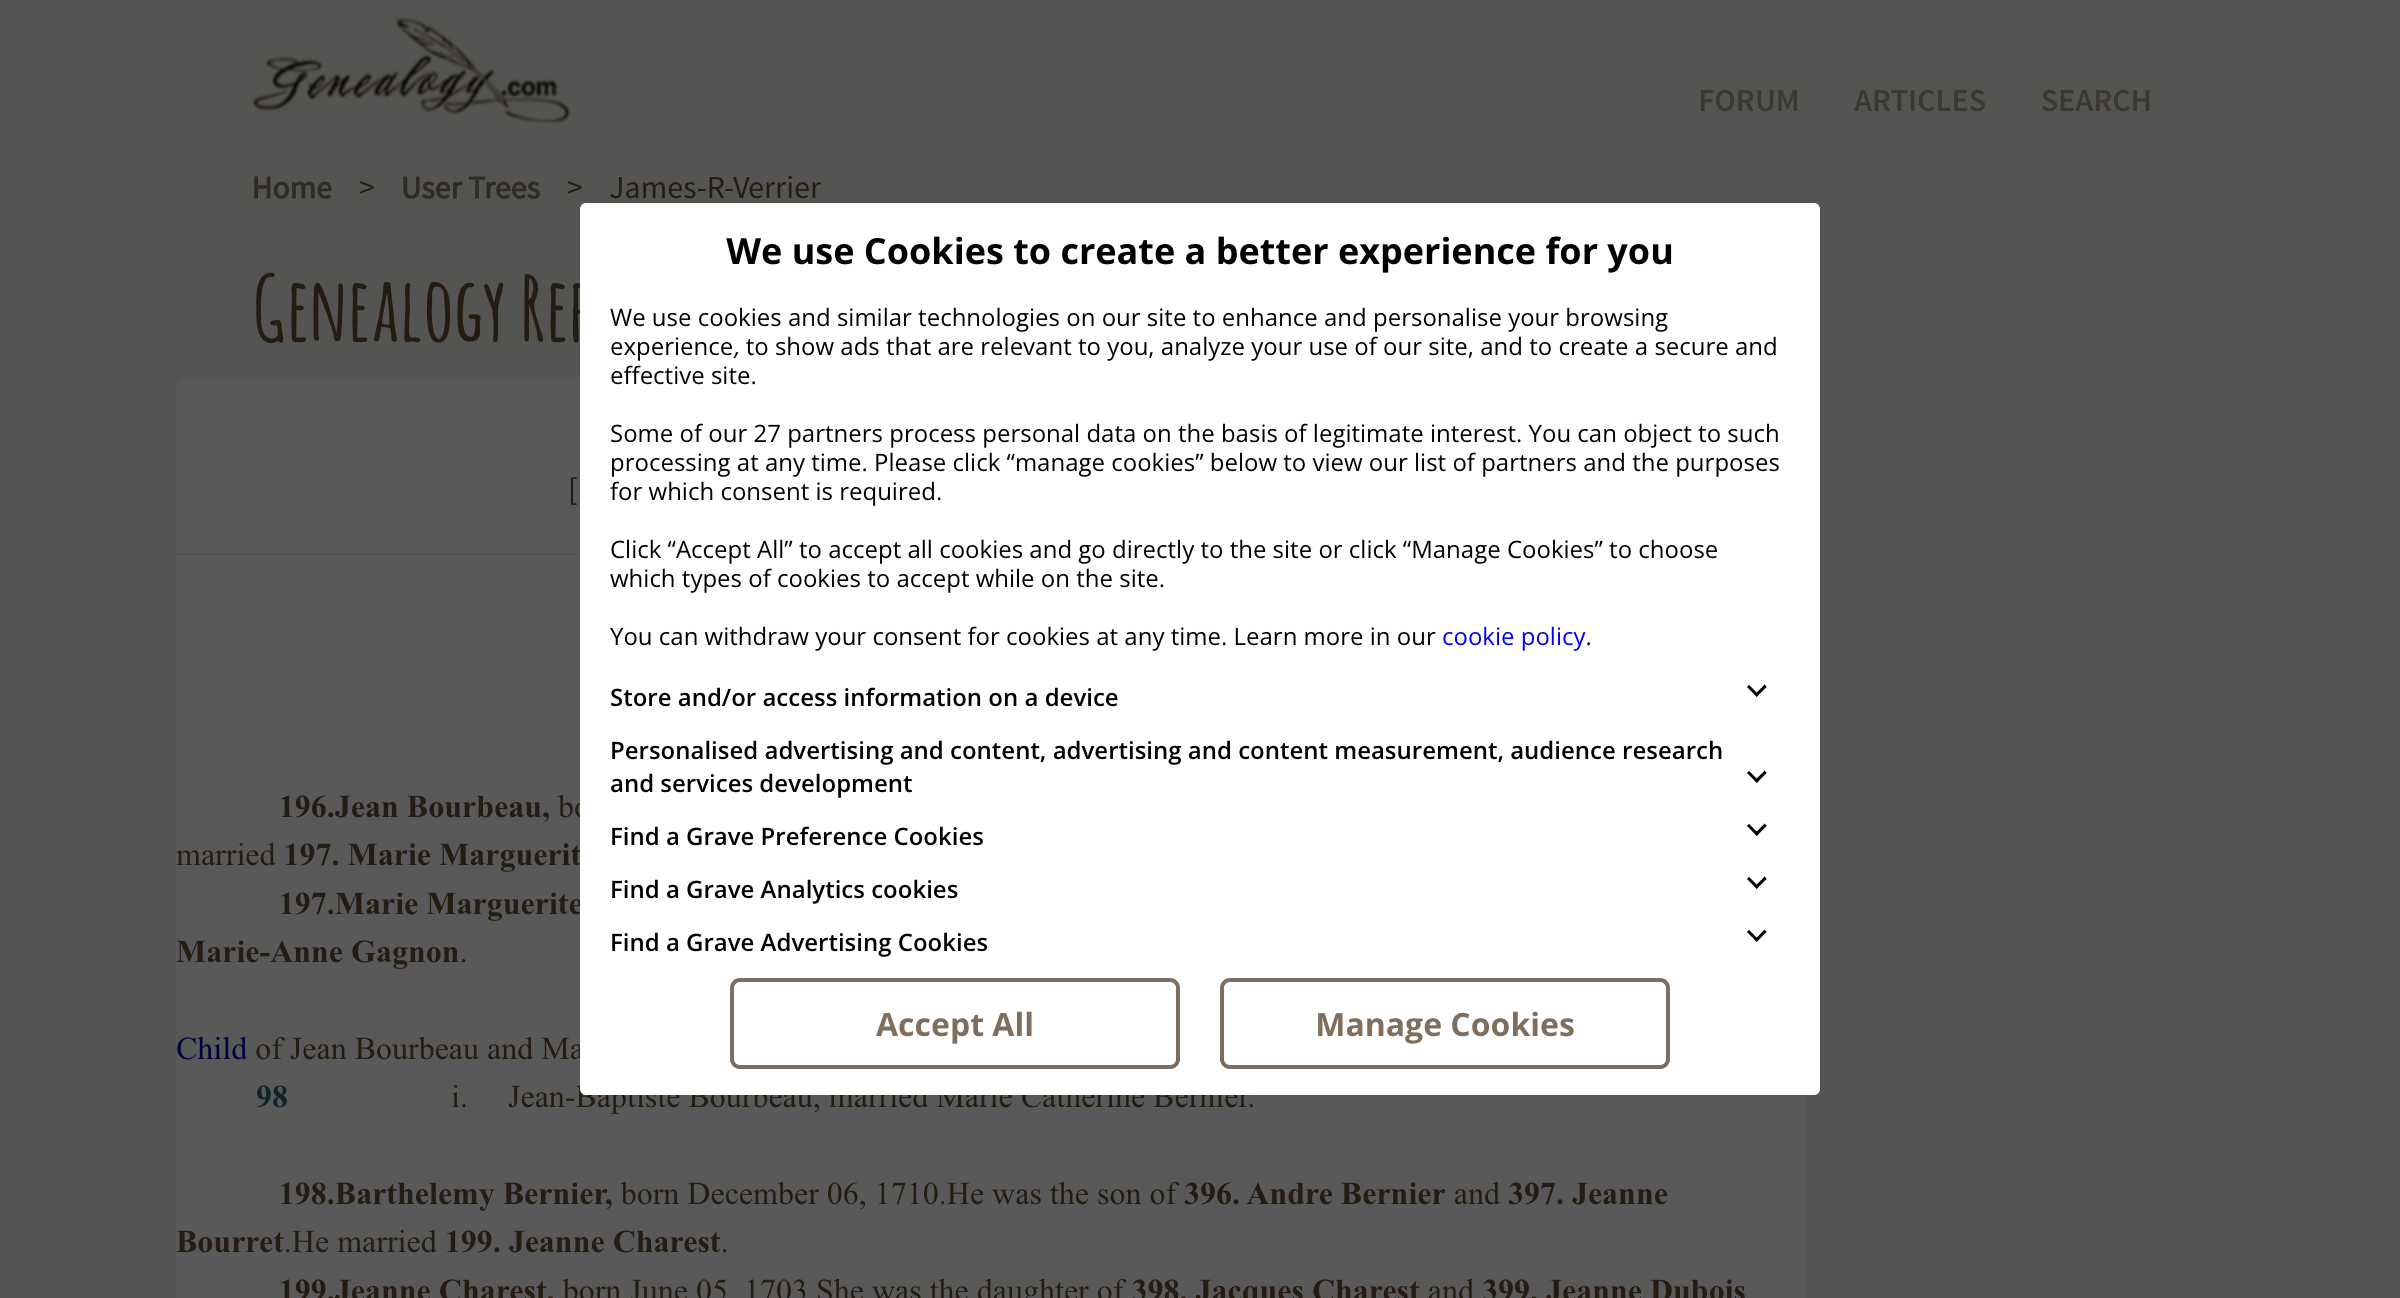 Genealogy.com
FORUM ARTICLES SEARCH
Home > User Trees > James-R-Verrier
GENEALOGY RE
We use Cookies to create a better experience for you
We use cookies and similar technologies on our site to enhance and personalise your browsing
experience, to show ads that are relevant to you, analyze your use of our site, and to create a secure and
effective site.
Some of our 27 partners process personal data on the basis of legitimate interest. You can object to such
processing at any time. Please click “manage cookies” below to view our list of partners and the purposes
for which consent is required.
[
Click “Accept All” to accept all cookies and go directly to the site or click “Manage Cookies” to choose
which types of cookies to accept while on the site.
You can withdraw your consent for cookies at any time. Learn more in our cookie policy.
Store and/or access information on a device
Personalised advertising and content, advertising and content measurement, audience research
and services development
Find a Grave Preference Cookies
Find a Grave Analytics cookies
Find a Grave Advertising Cookies
Accept All Manage Cookies
196.Jean Bourbeau,
married 197. Marie Marguerit
197.Marie Marguerite
Marie-Anne Gagnon.
Child of Jean Bourbeau and Ma
98 i. Jean-Baptiste Bourbeau, married Marie Catherine Bernier.
198.Barthelemy Bernier, born December 06, 1710.He was the son of 396. Andre Bernier and 397. Jeanne
Bourret.He married 199. Jeanne Charest.
199.Jeanne Charest, born June 05, 1703.She was the daughter of 398. Jacques Charest and 399. Jeanne Dubois